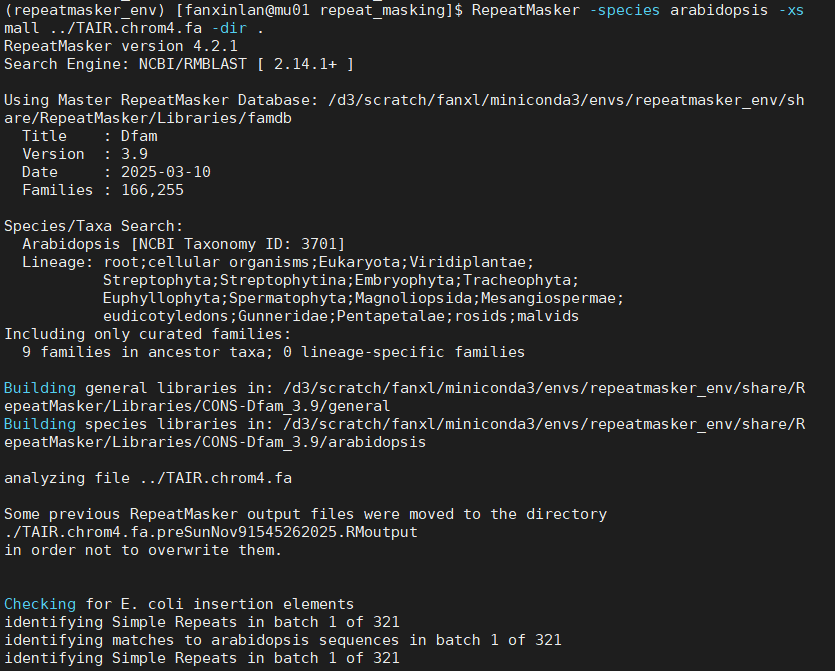 (repeatmasker_env) [fanxinlan@mu01 repeat_masking]$ RepeatMasker -species arabidopsis -xs
mall ../TAIR.chrom4.fa -dir .
RepeatMasker version 4.2.1
Search Engine: NCBI/RMBLAST [ 2.14.1+ ]
Using Master RepeatMasker Database: /d3/scratch/fanxl/miniconda3/envs/repeatmasker_env/sh
are/RepeatMasker/Libraries/famdb
  Title    : Dfam
  Version  : 3.9
  Date     : 2025-03-10
  Families : 166,255
Species/Taxa Search:
  Arabidopsis [NCBI Taxonomy ID: 3701]
  Lineage: root;cellular organisms;Eukaryota;Viridiplantae;
           Streptophyta;Streptophytina;Embryophyta;Tracheophyta;
           Euphyllophyta;Spermatophyta;Magnoliopsida;Mesangiospermae;
           eudicotyledons;Gunneridae;Pentapetalae;rosids;malvids
Including only curated families:
  9 families in ancestor taxa; 0 lineage-specific families
Building general libraries in: /d3/scratch/fanxl/miniconda3/envs/repeatmasker_env/share/R
epeatMasker/Libraries/CONS-Dfam_3.9/general
Building species libraries in: /d3/scratch/fanxl/miniconda3/envs/repeatmasker_env/share/R
epeatMasker/Libraries/CONS-Dfam_3.9/arabidopsis
analyzing file ../TAIR.chrom4.fa
Some previous RepeatMasker output files were moved to the directory
./TAIR.chrom4.fa.preSunNov91545262025.RMoutput
in order not to overwrite them.
Checking for E. coli insertion elements
identifying Simple Repeats in batch 1 of 321
identifying matches to arabidopsis sequences in batch 1 of 321
identifying Simple Repeats in batch 1 of 321